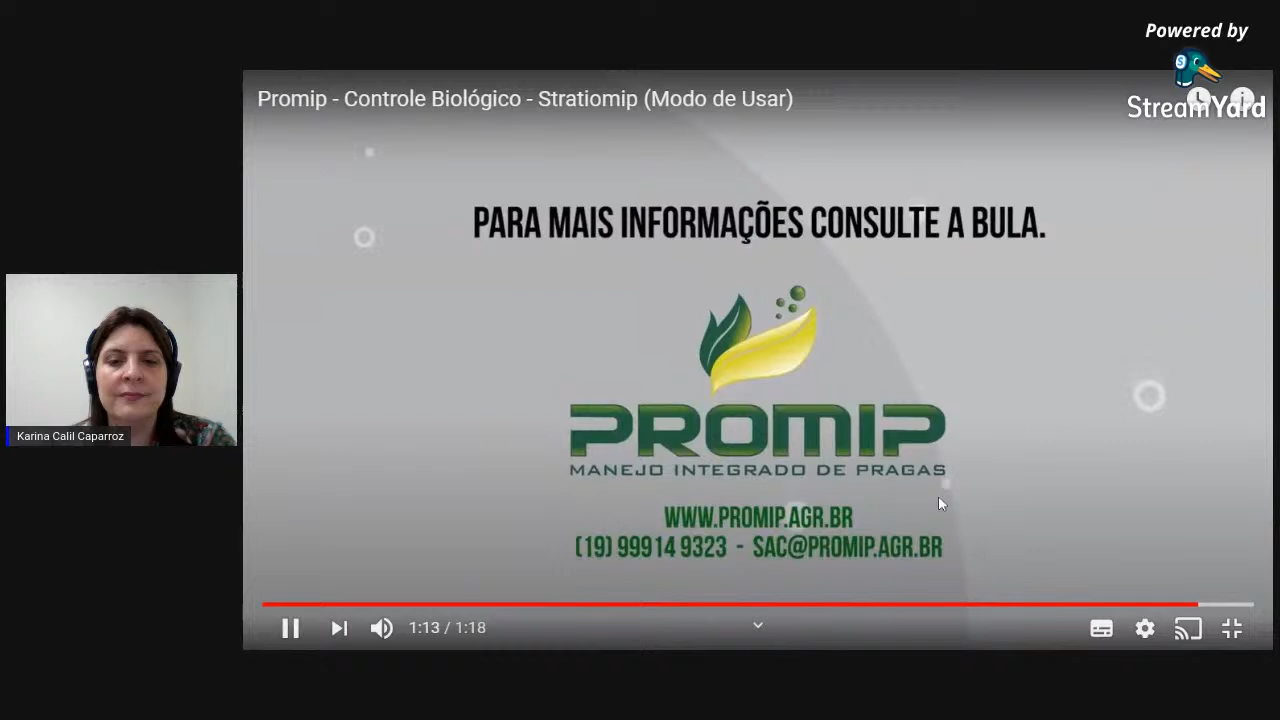 Powered by
StreamYard
Promip - Controle Biológico - Stratiomip (Modo de Usar)
PARA MAIS INFORMAÇÕES CONSULTE A BULA.
PROMIP
MANEJO INTEGRADO DE PRAGAS
WWW.PROMIP.AGR.BR
(19) 99914 9323 - SAC@PROMIP.AGR.BR
Karina Calil Caparroz
1:13 / 1:18